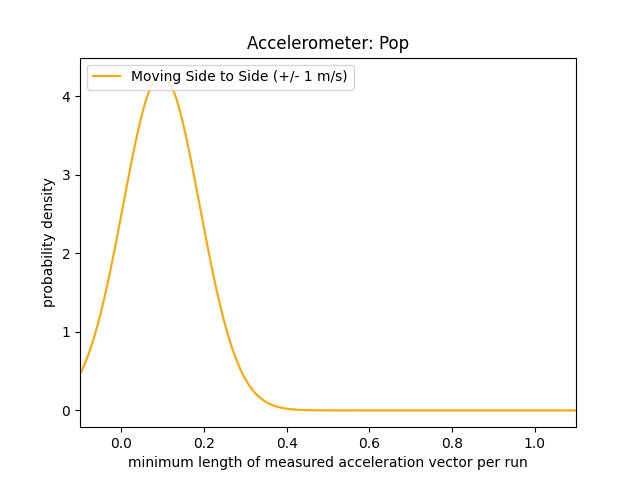 Accelerometer: Pop
Moving Side to Side (+/- 1 m/s)
probability density
4
3
2
1
0
0.0 0.2 0.4 0.6 0.8 1.0
minimum length of measured acceleration vector per run